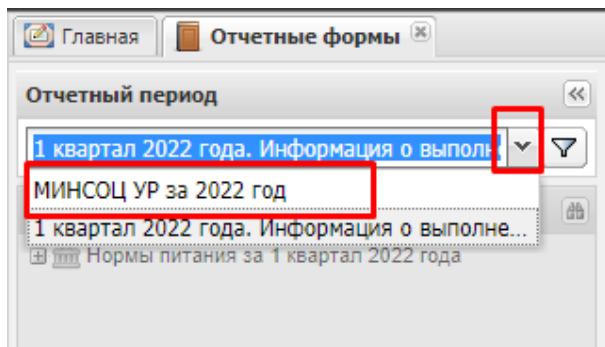 Главная Отчетные формы
Отчетный период
1 квартал 2022 года. Информация о выполн
МИНСОЦ УР за 2022 год
1 квартал 2022 года. Информация о выполне...
Нормы питания за 1 квартал 2022 года